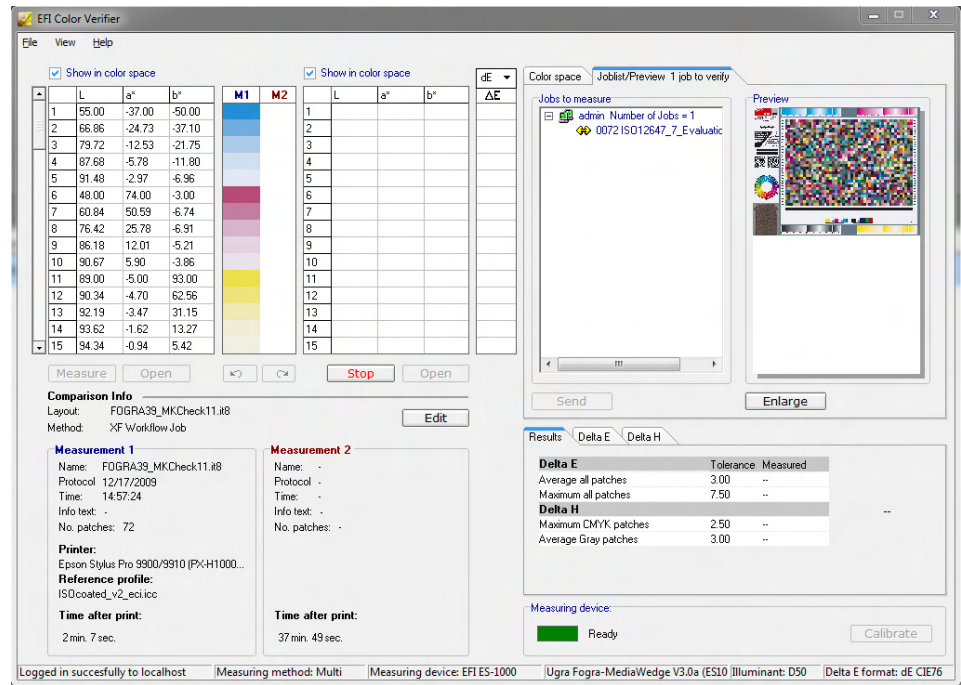 EFI Color Verifier
File View Help
Show in color space Show in color space
dE
L a* b* M1 M2 L a* b* ΔE
1 55.00 -37.00 -50.00 1
2 66.86 -24.73 -37.10 2
3 79.72 -12.53 -21.75 3
4 87.68 -5.78 -11.80 4
5 91.48 -2.97 -6.96 5
6 48.00 74.00 -3.00 6
7 60.84 50.59 -6.74 7
8 76.42 25.78 -6.91 8
9 86.18 12.01 -5.21 9
10 90.67 5.90 -3.86 10
11 89.00 -5.00 93.00 11
12 90.34 -4.70 62.56 12
13 92.19 -3.47 31.15 13
14 93.62 -1.62 13.27 14
15 94.34 -0.94 5.42 15
Measure Open Stop Open
Comparison Info
Layout: FOGRA39_MKCheck11.it8
Method: XF Workflow Job
Edit
Measurement 1
Name: FOGRA39_MKCheck11.it8
Protocol 12/17/2009
Time: 14:57:24
Info text: -
No. patches: 72
Printer:
Epson Stylus Pro 9900/9910 (PX-H1000...
Reference profile:
ISOcoated_v2_eci.icc
Time after print:
2 min. 7 sec.
Measurement 2
Name: -
Protocol -
Time: -
Info text: -
No. patches: -
Time after print:
37 min. 49 sec.
Color space Joblist/Preview 1 job to verify
Jobs to measure
admin Number of Jobs = 1
0072 ISO12647_7_Evaluatic
Preview
Send Enlarge
Results Delta E Delta H
Delta E Tolerance Measured
Average all patches 3.00 --
Maximum all patches 7.50 --
Delta H --
Maximum CMYK patches 2.50 --
Average Gray patches 3.00 --
Measuring device:
Ready Calibrate
Logged in succesfully to localhost Measuring method: Multi Measuring device: EFI ES-1000 Ugra Fogra-MediaWedge V3.0a (ES10 Illuminant: D50 Delta E format: dE CIE76